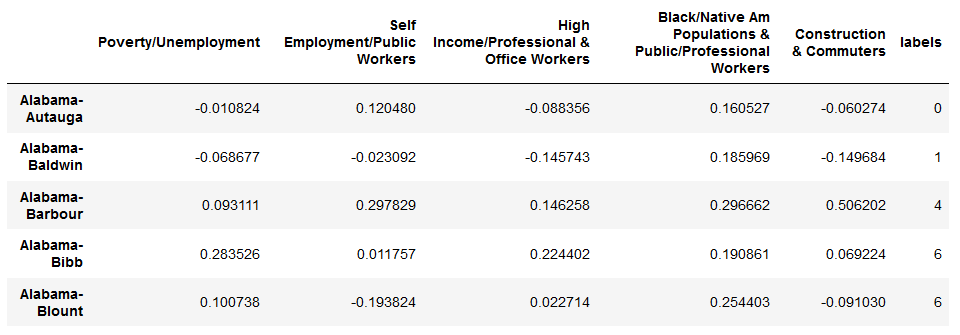 Poverty/Unemployment Self Employment/Public Workers High Income/Professional & Office Workers Black/Native Am Populations & Public/Professional Workers Construction & Commuters labels
Alabama-Autauga -0.010824 0.120480 -0.088356 0.160527 -0.060274 0
Alabama-Baldwin -0.068677 -0.023092 -0.145743 0.185969 -0.149684 1
Alabama-Barbour 0.093111 0.297829 0.146258 0.296662 0.506202 4
Alabama-Bibb 0.283526 0.011757 0.224402 0.190861 0.069224 6
Alabama-Blount 0.100738 -0.193824 0.022714 0.254403 -0.091030 6